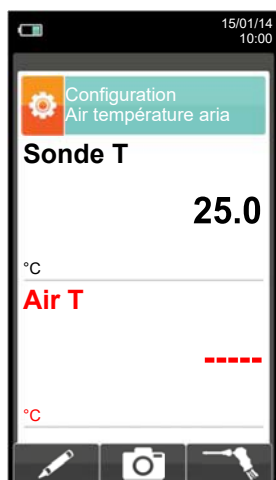 15/01/14
10:00
Configuration
Air température aria
Sonde T
25.0
°C
Air T
-----
°C